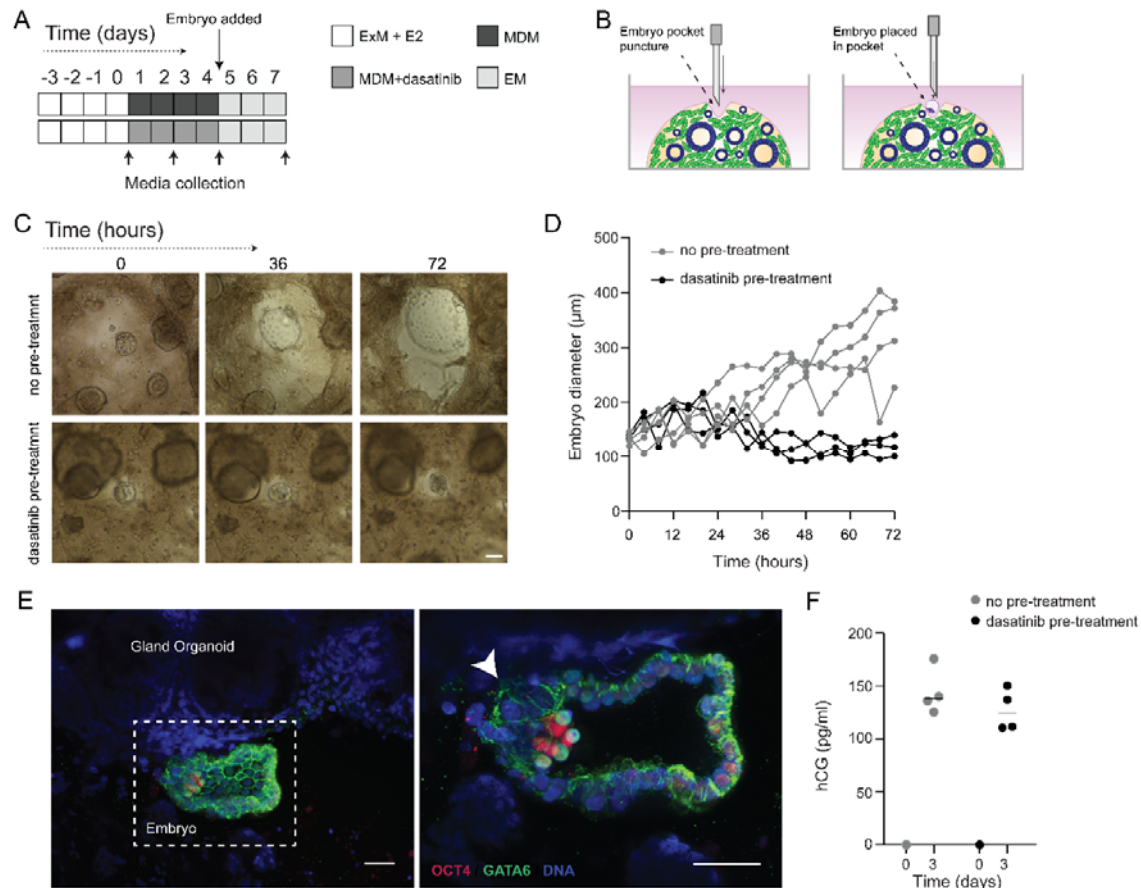 A
Embryo added
Time (days)
-3 -2 -1 0 1 2 3 4 5 6 7
Media collection
ExM + E2
MDM
MDM+dasatinib
EM
B
Embryo pocket
puncture
Embryo placed
in pocket
C
Time (hours)
0 36 72
no pre-treatmnt
dasatinib pre-treatment
D
500
400
300
200
100
0
Embryo diameter (µm)
no pre-treatment
dasatinib pre-treatment
0 12 24 36 48 60 72
Time (hours)
E
Gland Organoid
Embryo
OCT4 GATA6 DNA
F
no pre-treatment
dasatinib pre-treatment
200
150
100
50
0
hCG (pg/ml)
0 3 0 3
Time (days)